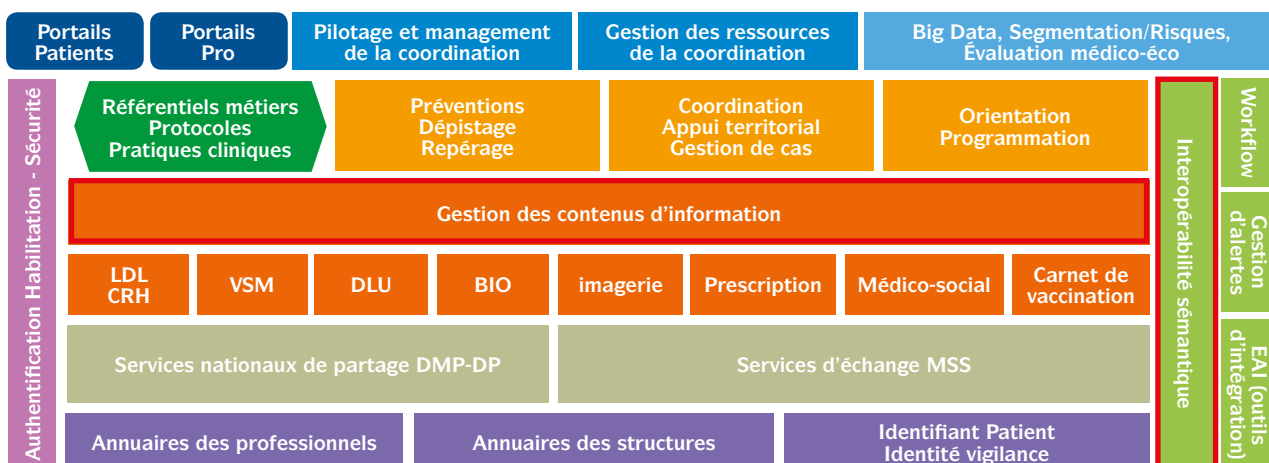 Portails
Patients
Portails
Pro
Pilotage et management
de la coordination
Gestion des ressources
de la coordination
Big Data, Segmentation/Risques,
Évaluation médico-éco
Authentification Habilitation - Sécurité
Référentiels métiers
Protocoles
Pratiques cliniques
Préventions
Dépistage
Repérage
Coordination
Appui territorial
Gestion de cas
Orientation
Programmation
Interopérabilité sémantique
Workflow
Gestion
d'alertes
EAI (outils
d'intégration)
Gestion des contenus d'information
LDL
CRH
VSM
DLU
BIO
imagerie
Prescription
Médico-social
Carnet de
vaccination
Services nationaux de partage DMP-DP
Services d'échange MSS
Annuaires des professionnels
Annuaires des structures
Identifiant Patient
Identité vigilance